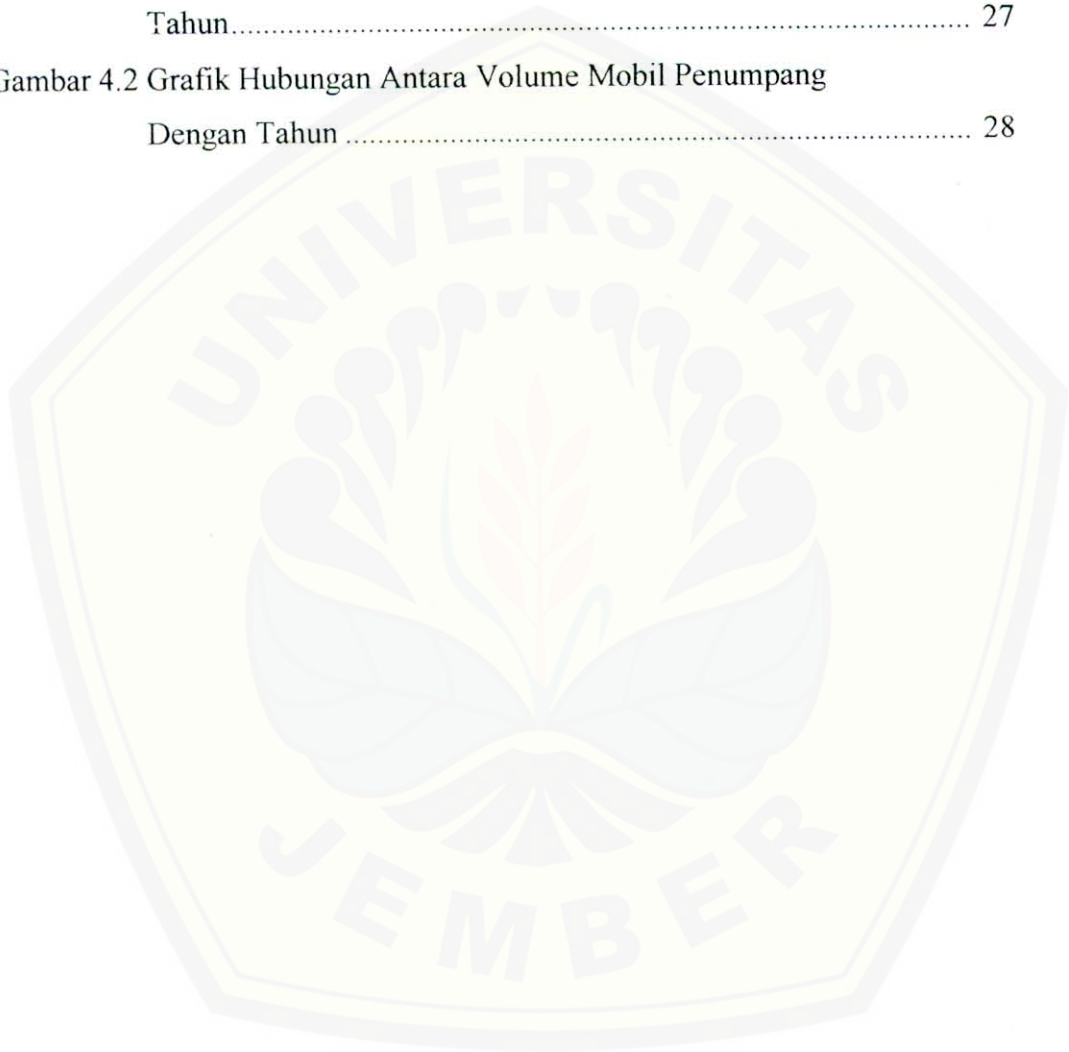 Tahun........................................................................................ 27
Gambar 4.2 Grafik Hubungan Antara Volume Mobil Penumpang
Dengan Tahun ........................................................................... 28
UNIVERSITAS
JEMBER